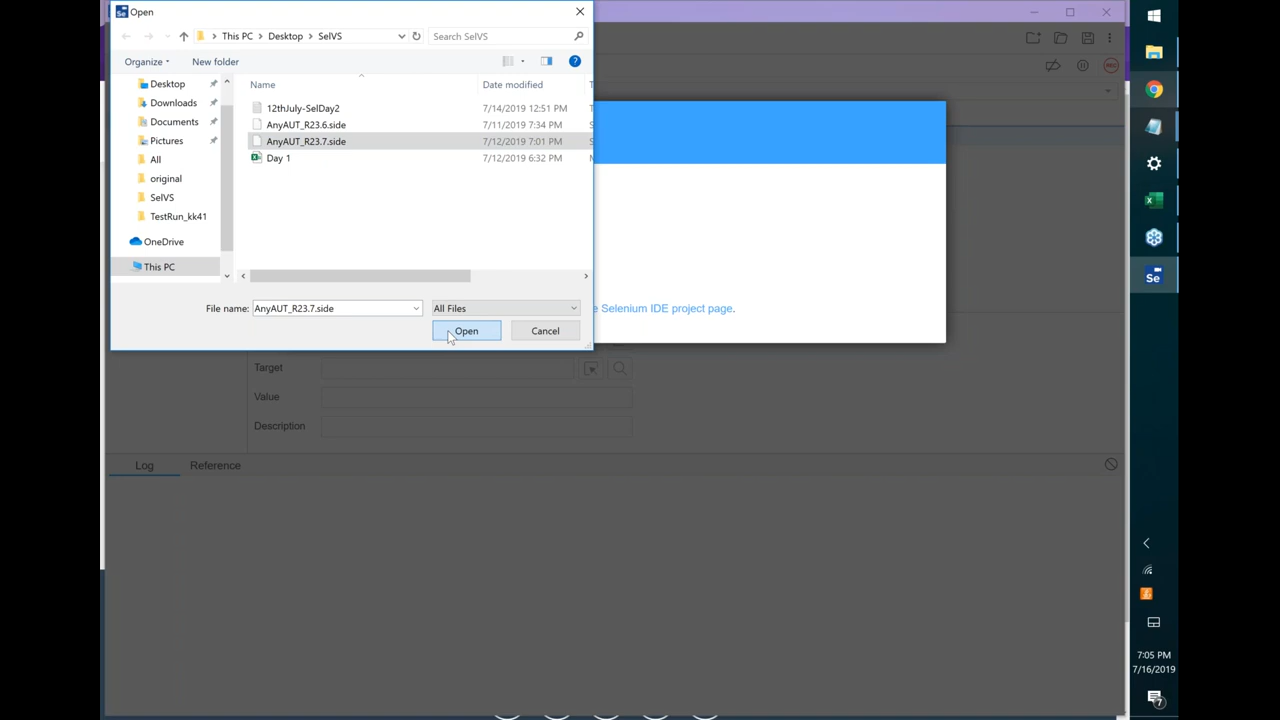 Se Open
This PC > Desktop > SelVS
Search SelVS
Organize
New folder
Name
Date modified
Desktop
Downloads
Documents
Pictures
All
original
SelVS
TestRun_kk41
OneDrive
This PC
12thJuly-SelDay2 7/14/2019 12:51 PM
AnyAUT_R23.6.side 7/11/2019 7:34 PM
AnyAUT_R23.7.side 7/12/2019 7:01 PM
Day 1 7/12/2019 6:32 PM
File name: AnyAUT_R23.7.side
All Files
Open
Cancel
Selenium IDE project page.
Target
Value
Description
Log
Reference
REC
Se
7:05 PM
7/16/2019
7